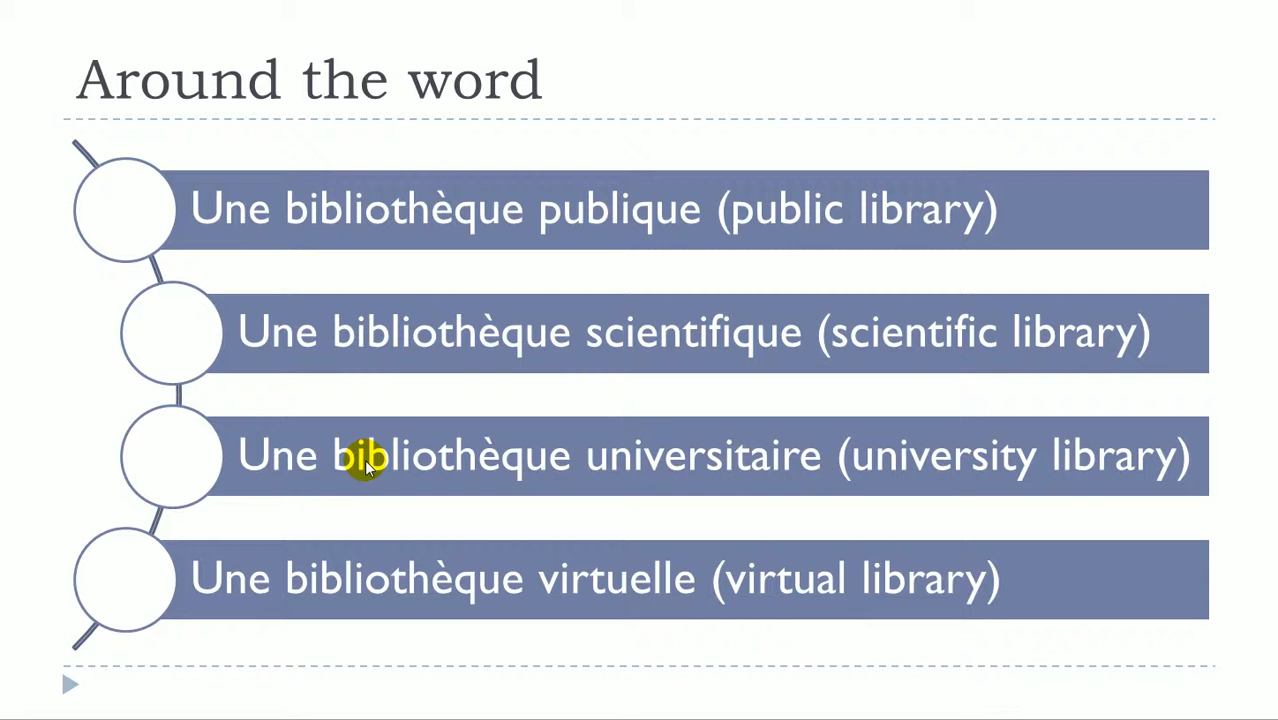 Around the word
Une bibliothèque publique (public library)
Une bibliothèque scientifique (scientific library)
Une bibliothèque universitaire (university library)
Une bibliothèque virtuelle (virtual library)